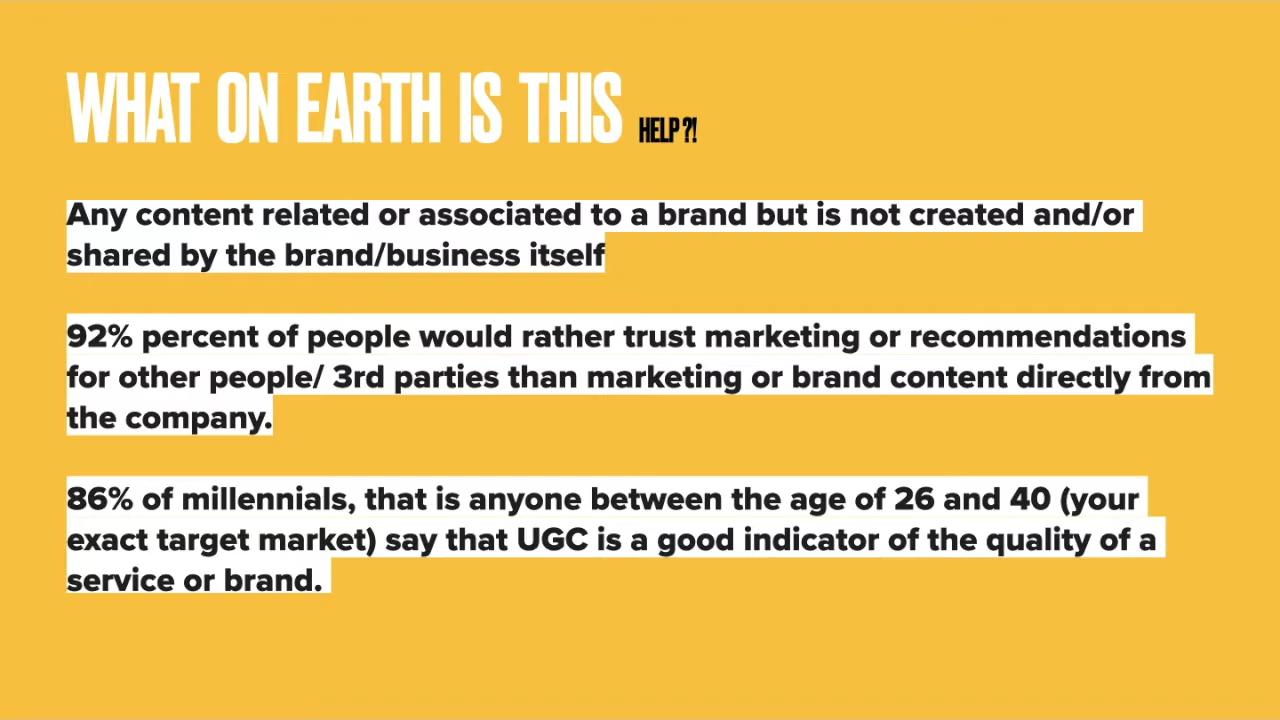 WHAT ON EARTH IS THIS HELP?!
Any content related or associated to a brand but is not created and/or
shared by the brand/business itself
92% percent of people would rather trust marketing or recommendations
for other people/ 3rd parties than marketing or brand content directly from
the company.
86% of millennials, that is anyone between the age of 26 and 40 (your
exact target market) say that UGC is a good indicator of the quality of a
service or brand.